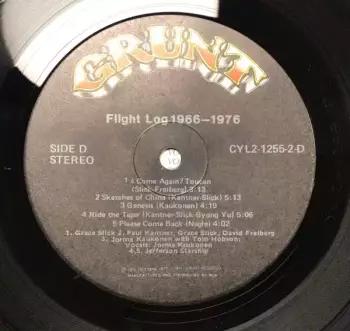 GRUNT
Flight Log 1966-1976
SIDE D
STEREO
CYL2-1255-2-D
1 ¿Come Again? Toucan
(Slick-Freiberg) 3:13
2 Sketches of China (Kantner-Slick) 5:13
3 Genesis (Kaukonen) 4:19
4 Ride the Tiger (Kantner-Slick-Byong Yu) 5:06
5 Please Come Back (Nagle) 4:02
1. Grace Slick 2. Paul Kantner, Grace Slick, David Freiberg
3. Jorma Kaukonen with Tom Hobson;
Vocals: Jorma Kaukonen
4.,5. Jefferson Starship